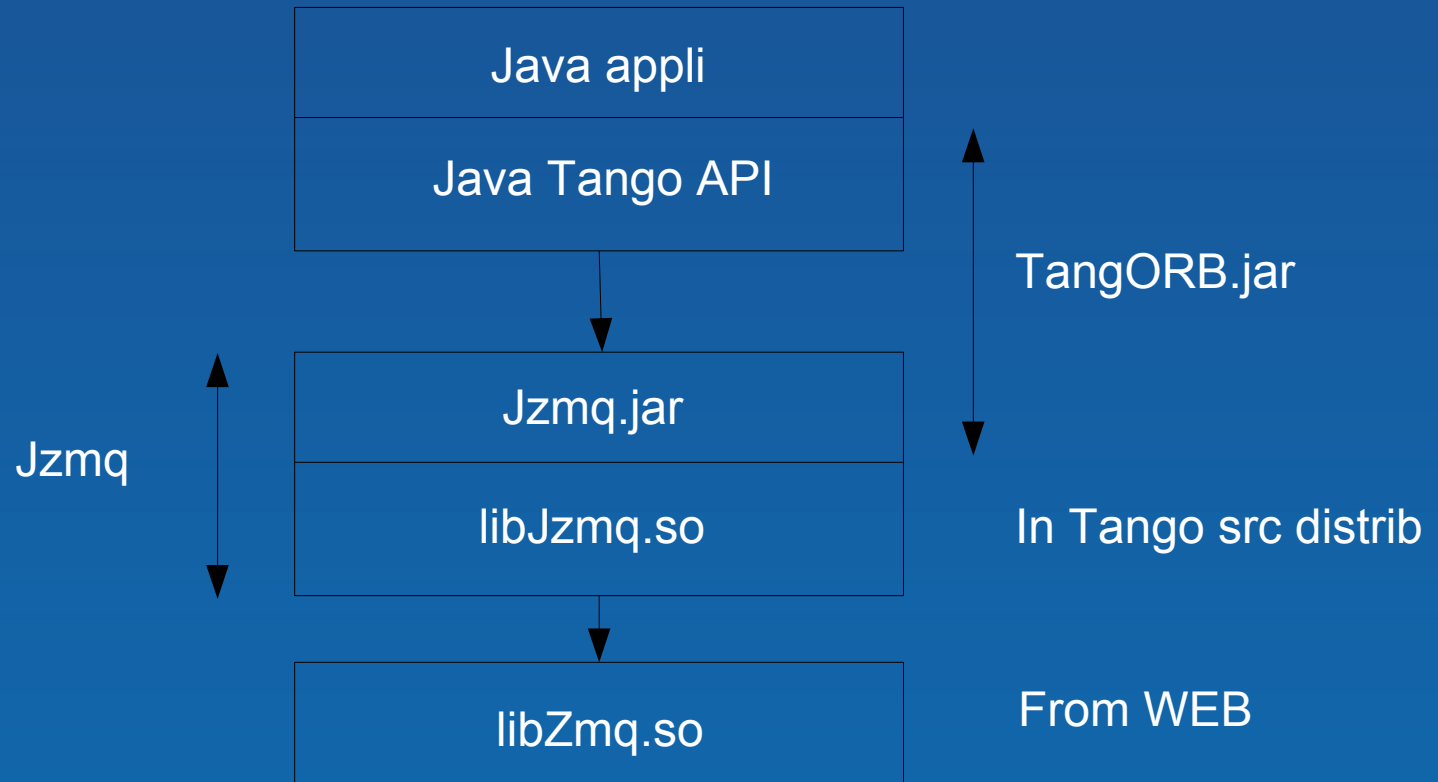 Java appli
Java Tango API
TangORB.jar
Jzmq.jar
Jzmq
libJzmq.so
In Tango src distrib
libZmq.so
From WEB